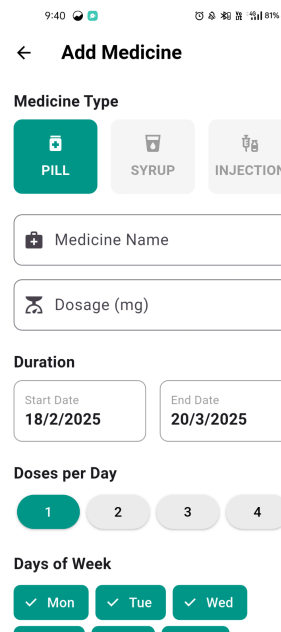 9:40 81%
Add Medicine
Medicine Type
PILL SYRUP INJECTION
Medicine Name
Dosage (mg)
Duration
Start Date End Date
18/2/2025 20/3/2025
Doses per Day
1 2 3 4
Days of Week
Mon Tue Wed